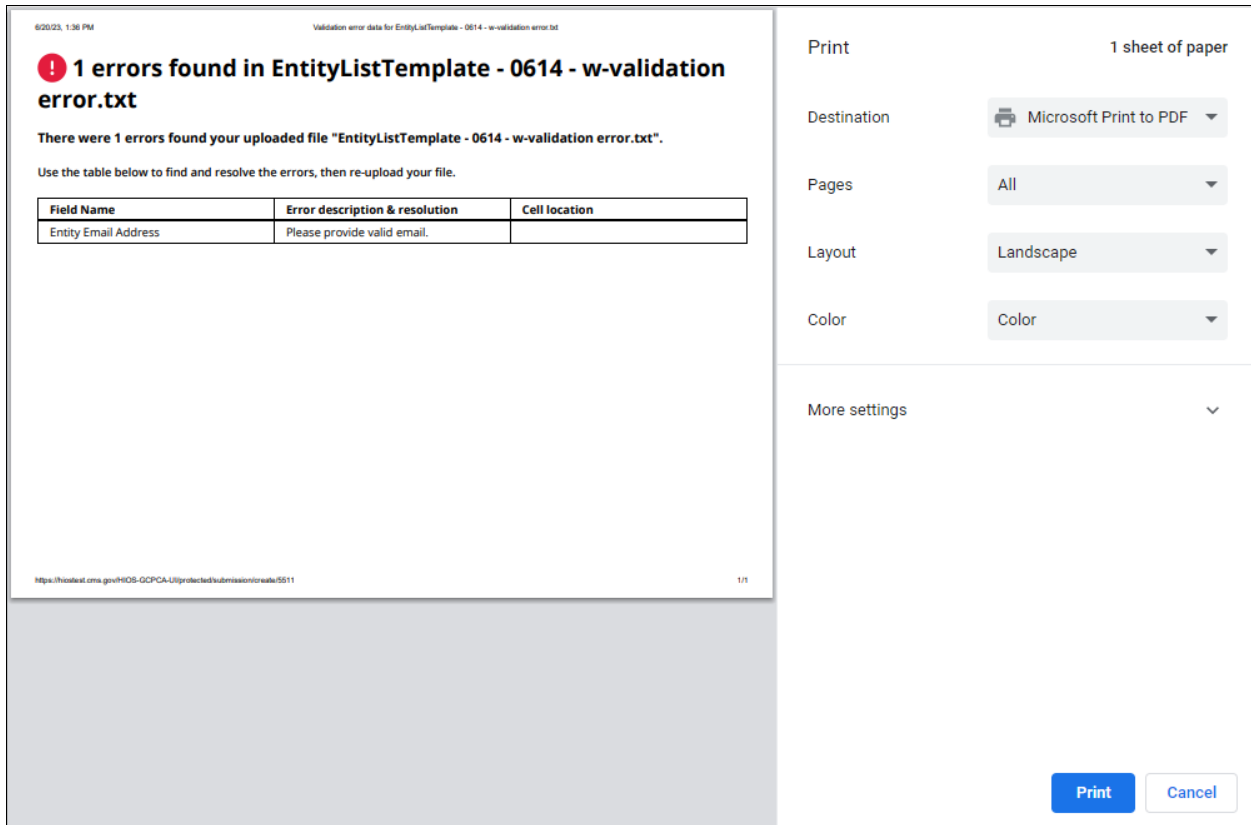 6/20/23, 1:36 PM
Validation error data for EntityListTemplate - 0614 - w-validation error.txt
! 1 errors found in EntityListTemplate - 0614 - w-validation
error.txt
There were 1 errors found your uploaded file "EntityListTemplate - 0614 - w-validation error.txt".
Use the table below to find and resolve the errors, then re-upload your file.
Field Name Error description & resolution Cell location
Entity Email Address Please provide valid email.
https://hiostest.cms.gov/HIOS-GCPCA-UI/protected/submission/create/5511
1/1
Print 1 sheet of paper
Destination Microsoft Print to PDF
Pages All
Layout Landscape
Color Color
More settings
Print Cancel